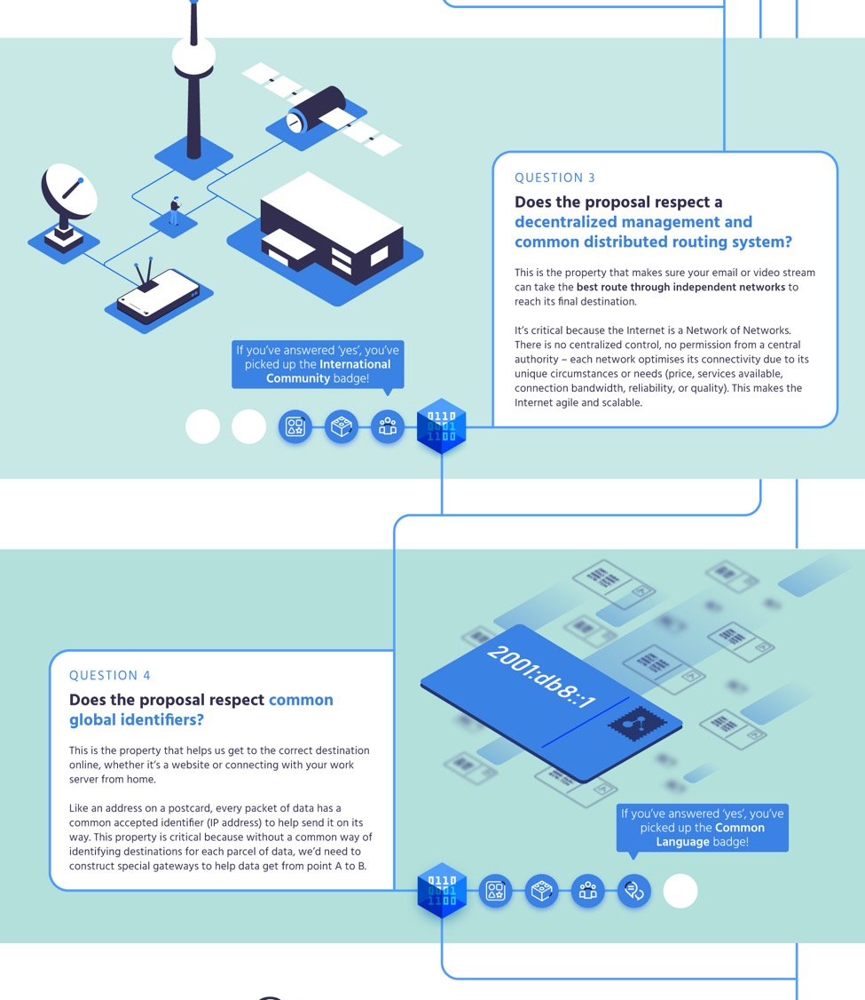 QUESTION 3
Does the proposal respect a
decentralized management and
common distributed routing system?
This is the property that makes sure your email or video stream
can take the best route through independent networks to
reach its final destination.
It's critical because the Internet is a Network of Networks.
There is no centralized control, no permission from a central
authority – each network optimises its connectivity due to its
unique circumstances or needs (price, services available,
connection bandwidth, reliability, or quality). This makes the
Internet agile and scalable.
If you've answered 'yes', you've
picked up the International
Community badge!
0110
0001
1100
2001:db8::1
QUESTION 4
Does the proposal respect common
global identifiers?
This is the property that helps us get to the correct destination
online, whether it's a website or connecting with your work
server from home.
Like an address on a postcard, every packet of data has a
common accepted identifier (IP address) to help send it on its
way. This property is critical because without a common way of
identifying destinations for each parcel of data, we'd need to
construct special gateways to help data get from point A to B.
If you've answered 'yes', you've
picked up the Common
Language badge!
0110
0001
1100